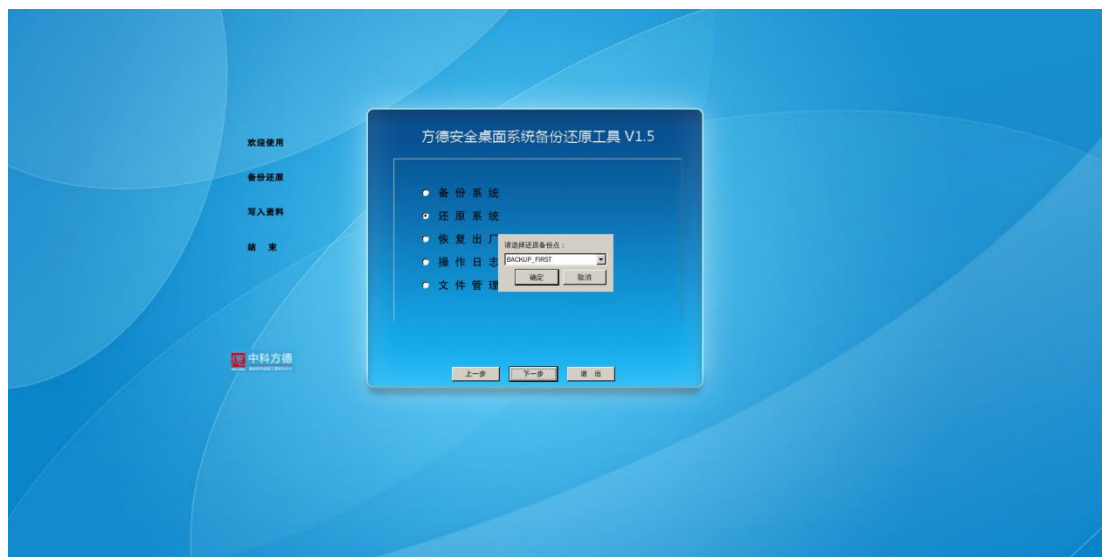 欢迎使用
备份还原
写入资料
结 束
中科方德
方德安全桌面系统备份还原工具 V1.5
备 份 系 统
还 原 系 统
恢 复 出 厂
操 作 日 志
文 件 管 理
请选择还原备份点：
BACKUP_FIRST
确定 取消
上一步 下一步 退 出